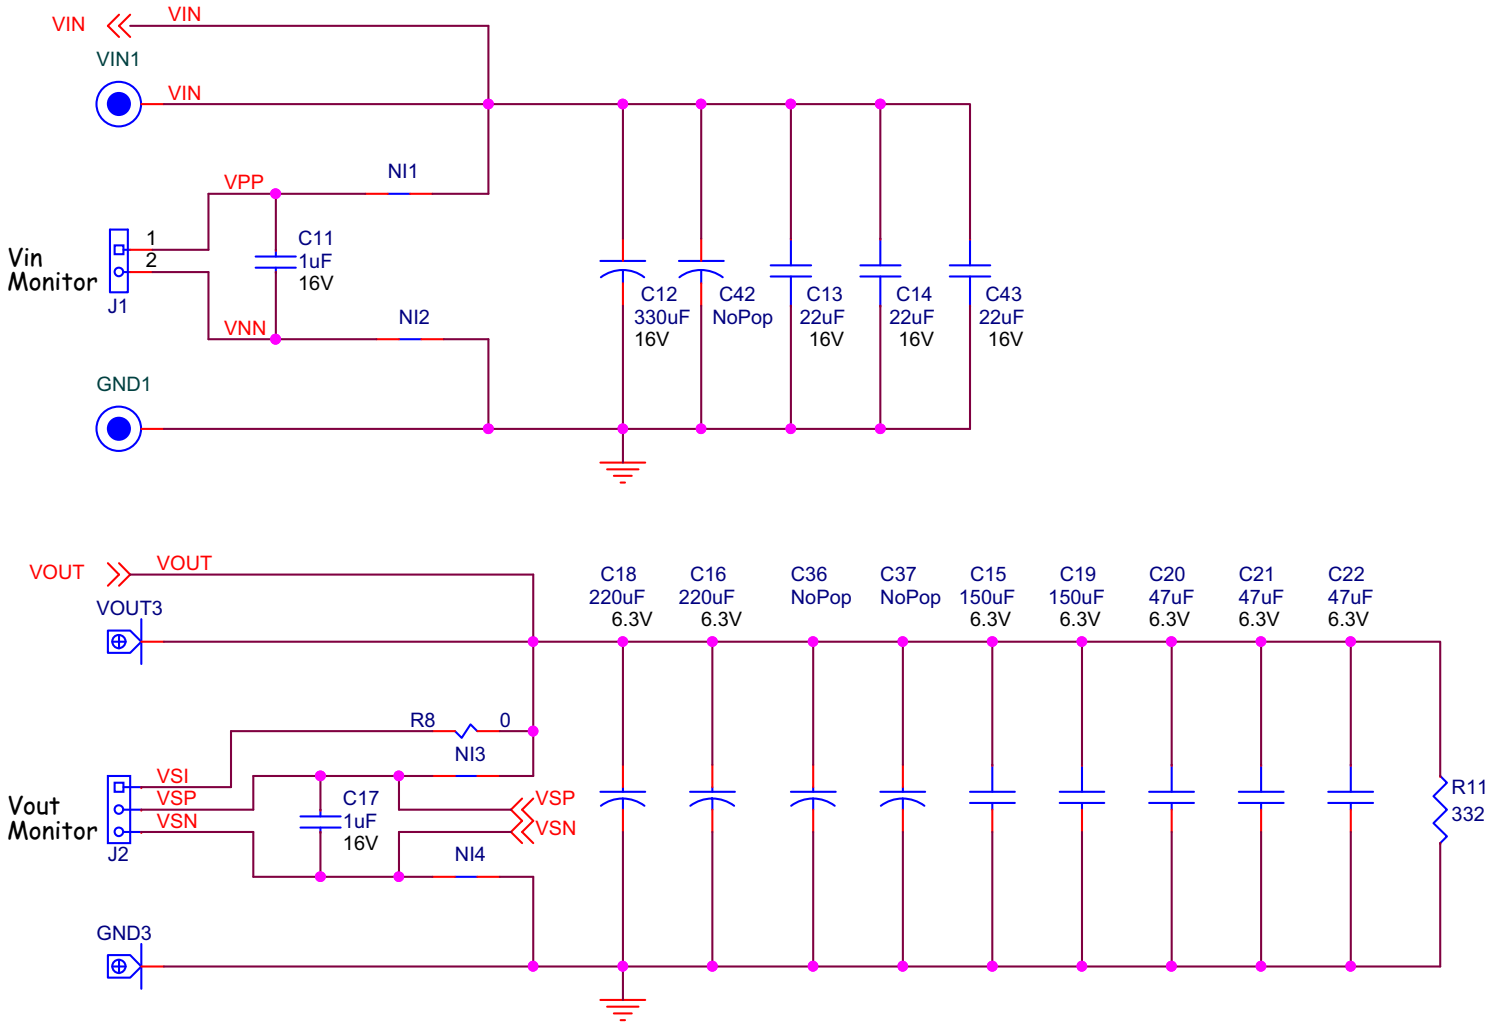 VIN
VIN
VIN1
VIN
NI1
VPP
1
2
Vin
Monitor
J1
C11
1uF
16V
NI2
VNN
GND1
C12
330uF
16V
C42
NoPop
C13
22uF
16V
C14
22uF
16V
C43
22uF
16V
VOUT
VOUT
VOUT3
C18
220uF
6.3V
C16
220uF
6.3V
C36
NoPop
C37
NoPop
C15
150uF
6.3V
C19
150uF
6.3V
C20
47uF
6.3V
C21
47uF
6.3V
C22
47uF
6.3V
R8
0
NI3
VSI
VSP
VSN
Vout
Monitor
J2
C17
1uF
16V
VSP
VSN
NI4
R11
332
GND3